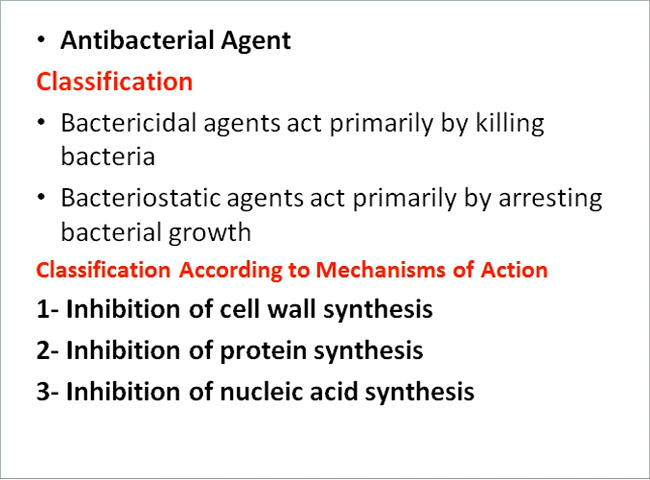 • Antibacterial Agent
Classification
• Bactericidal agents act primarily by killing
bacteria
• Bacteriostatic agents act primarily by arresting
bacterial growth
Classification According to Mechanisms of Action
1- Inhibition of cell wall synthesis
2- Inhibition of protein synthesis
3- Inhibition of nucleic acid synthesis